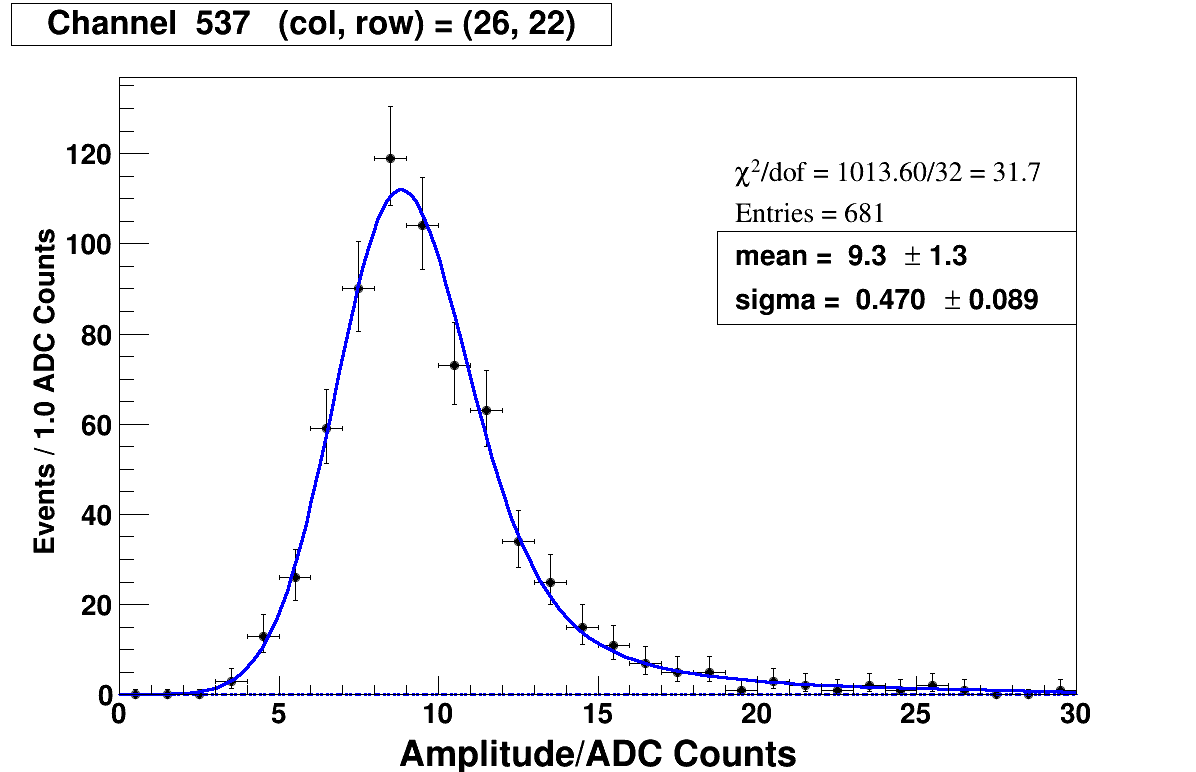 Channel 537 (col, row) = (26, 22)
χ²/dof = 1013.60/32 = 31.7
Entries = 681
mean = 9.3 ± 1.3
sigma = 0.470 ± 0.089
Events / 1.0 ADC Counts
120
100
80
60
40
20
0
0 5 10 15 20 25 30
Amplitude/ADC Counts